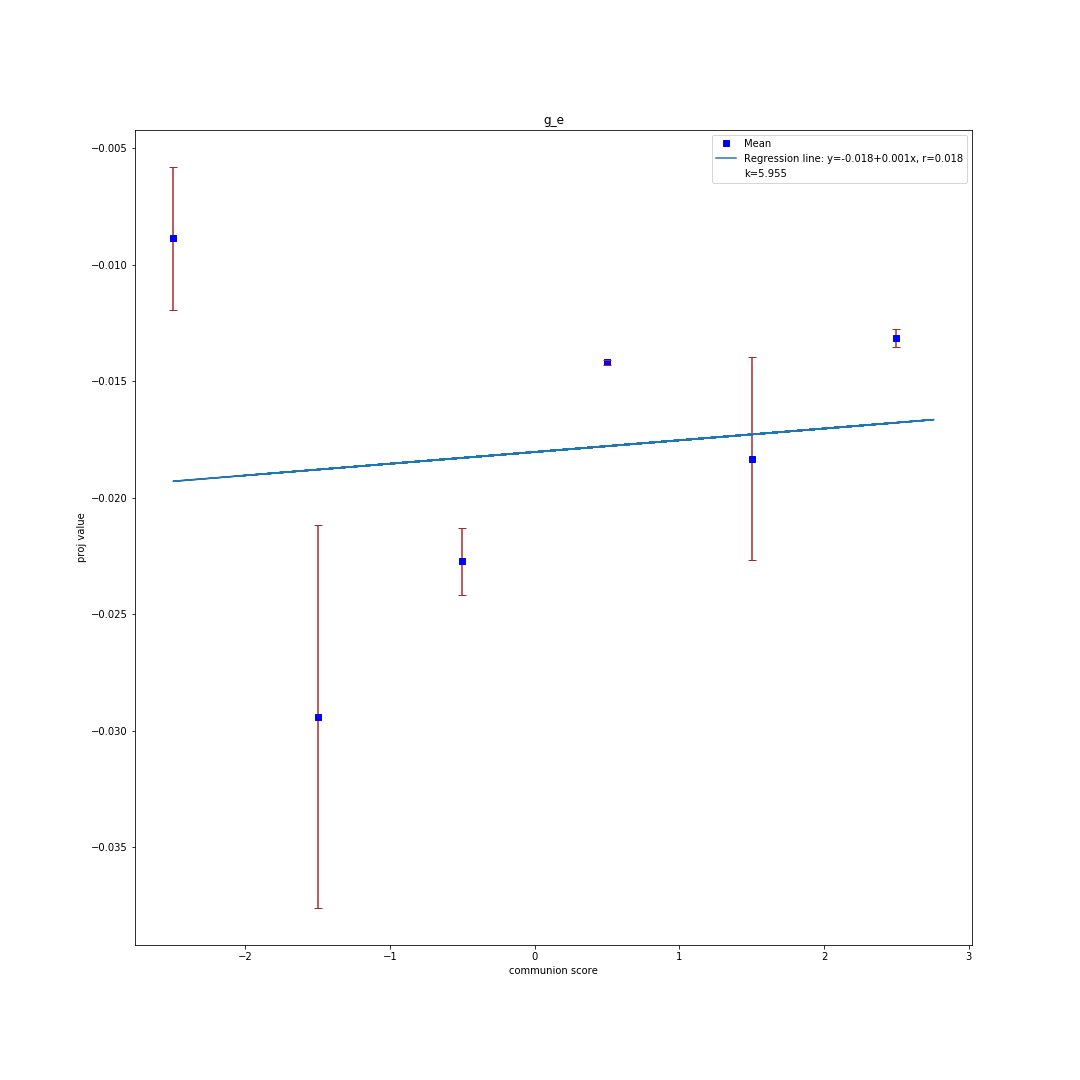 g_e
Mean
Regression line: y=-0.018+0.001x, r=0.018
k=5.955
−0.005
−0.010
−0.015
−0.020
−0.025
−0.030
−0.035
proj value
−2
−1
0
1
2
3
communion score